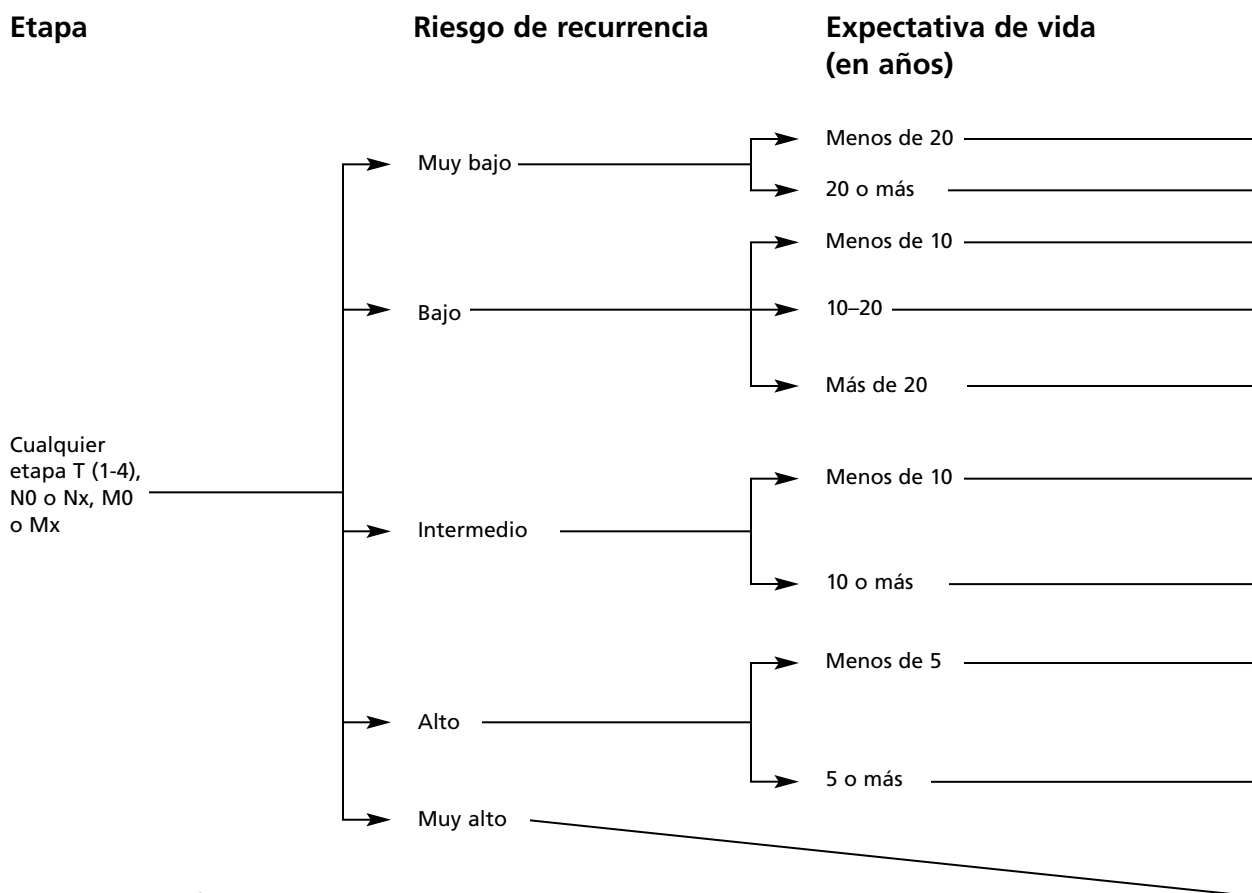 Etapa
Riesgo de recurrencia
Expectativa de vida
(en años)
Cualquier
etapa T (1-4),
N0 o Nx, M0
o Mx
Muy bajo
Menos de 20
20 o más
Bajo
Menos de 10
10–20
Más de 20
Intermedio
Menos de 10
10 o más
Alto
Menos de 5
5 o más
Muy alto